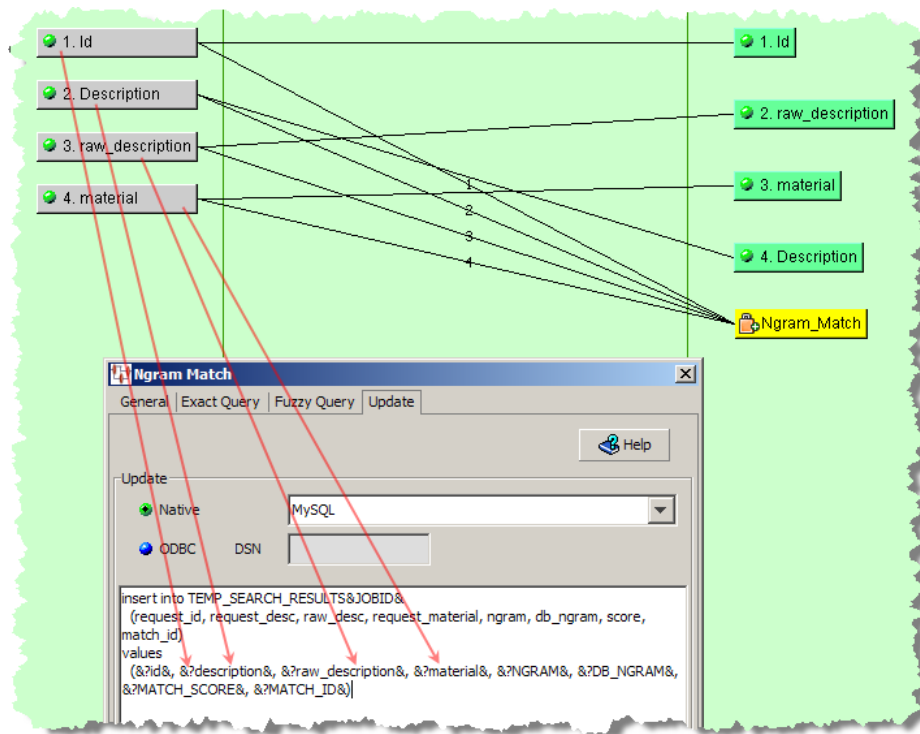 1. Id
1. Id
2. Description
2. raw_description
3. raw_description
1
3. material
4. material
2
3
4. Description
4
Ngram_Match
Ngram Match
General Exact Query Fuzzy Query Update
Help
Update
Native MySQL
ODBC DSN
insert into TEMP_SEARCH_RESULTS&JOBID&
(request_id, request_desc, raw_desc, request_material, ngram, db_ngram, score,
match_id)
values
(&?id&, &?description&, &?raw_description&, &?material&, &?NGRAM&, &?DB_NGRAM&,
&?MATCH_SCORE&, &?MATCH_ID&)